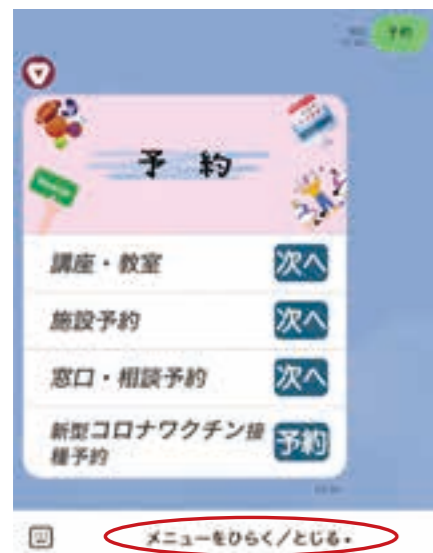 予約
予約
講座・教室
次へ
施設予約
次へ
窓口・相談予約
次へ
新型コロナワクチン接
種予約
予約
メニューをひらく/とじる▾